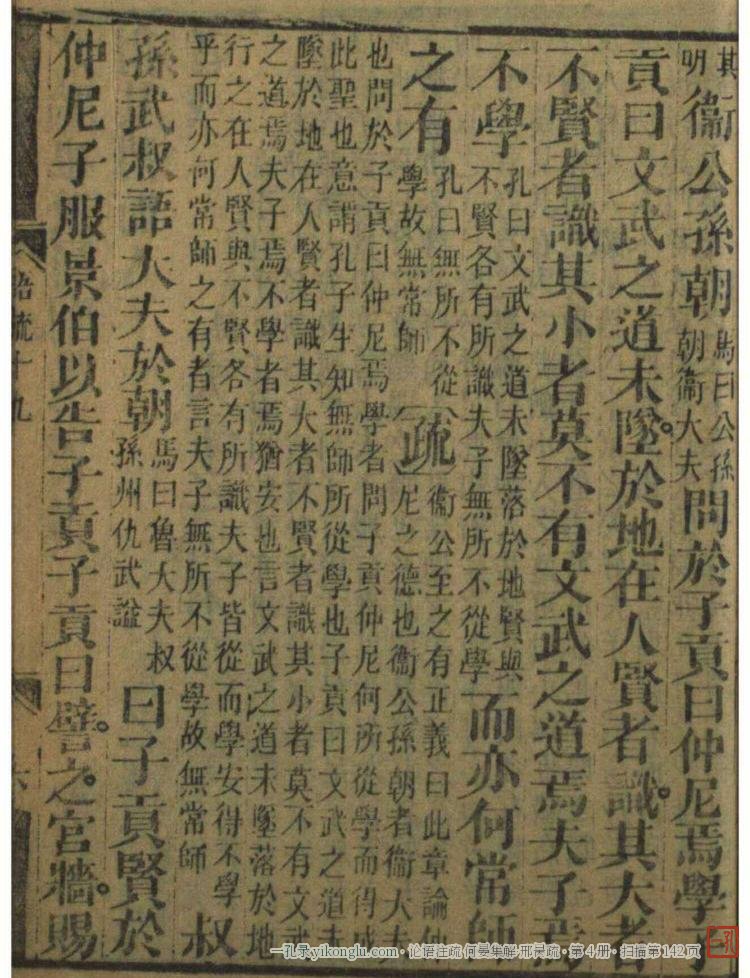 其
明
衞公孫朝
馬曰公孫
朝衞大夫
問於子貢曰仲尼焉學子
貢曰文武之道未墜於地在人賢者識其大者
不賢者識其小者莫不有文武之道焉夫子焉
不學
孔曰文武之道未墜落於地賢與
不賢各有所識夫子無所不從學
而亦何常師
之有
孔曰無所不從
學故無常師
疏
衞公至之有正義曰此章論仲
尼之德也衞公孫朝者衞大夫
也問於子貢曰仲尼焉學者問子貢仲尼何所從學而得
此聖也意謂孔子生知無師所從學也子貢曰文武之道未
墜於地在人賢者識其大者不賢者識其小者莫不有文武
之道焉夫子焉不學者焉猶安也言文武之道未墜落於地
行之在人賢與不賢各有所識夫子皆從而學安得不學
乎而亦何常師之有者言夫子無所不從學故無常師
叔
孫武叔語大夫於朝
馬曰魯大夫叔
孫州仇武謚
曰子貢賢於
仲尼子服景伯以告子貢子貢曰譬之宫牆賜
語疏十九
六
一孔录yikonglu.com · 论语注疏 何晏集解 邢昺疏 · 第4册 · 扫描第142页
孔